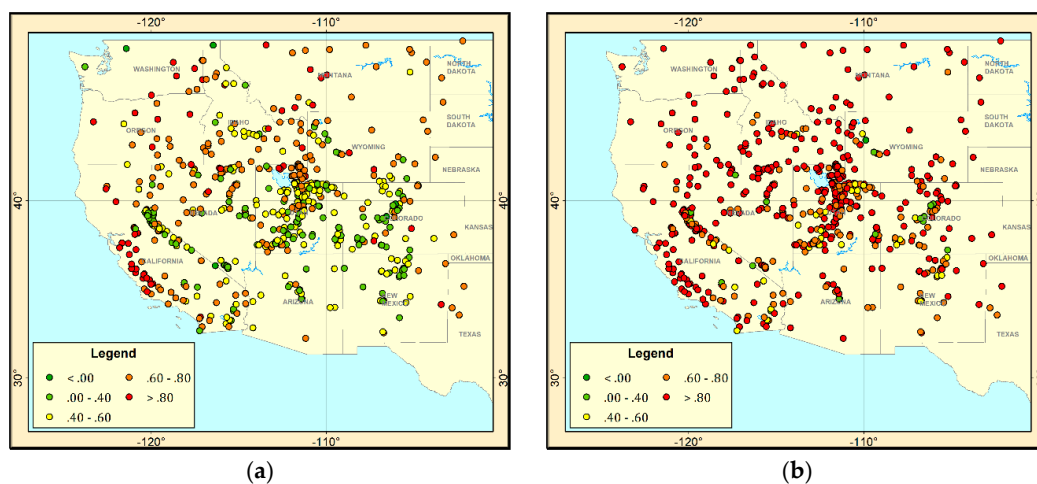 -120° -110°
WASHINGTON
MONTANA
NORTH
DAKOTA
OREGON
IDAHO
SOUTH
DAKOTA
WYOMING
NEBRASKA
40° 40°
NEVADA
COLORADO
KANSAS
CALIFORNIA
OKLAHOMA
ARIZONA
NEW
MEXICO
TEXAS
Legend
< .00 .60 - .80
.00 - .40 > .80
.40 - .60
30° 30°
-120° -110°
(a)
-120° -110°
WASHINGTON
MONTANA
NORTH
DAKOTA
OREGON
IDAHO
SOUTH
DAKOTA
WYOMING
NEBRASKA
40° 40°
NEVADA
COLORADO
KANSAS
CALIFORNIA
OKLAHOMA
ARIZONA
NEW
MEXICO
TEXAS
Legend
< .00 .60 - .80
.00 - .40 > .80
.40 - .60
30° 30°
-120° -110°
(b)